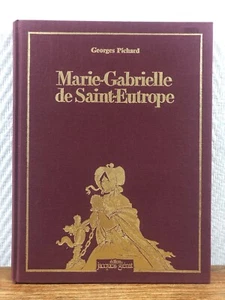 Georges Pichard
Marie-Gabrielle
de Saint-Eutrope